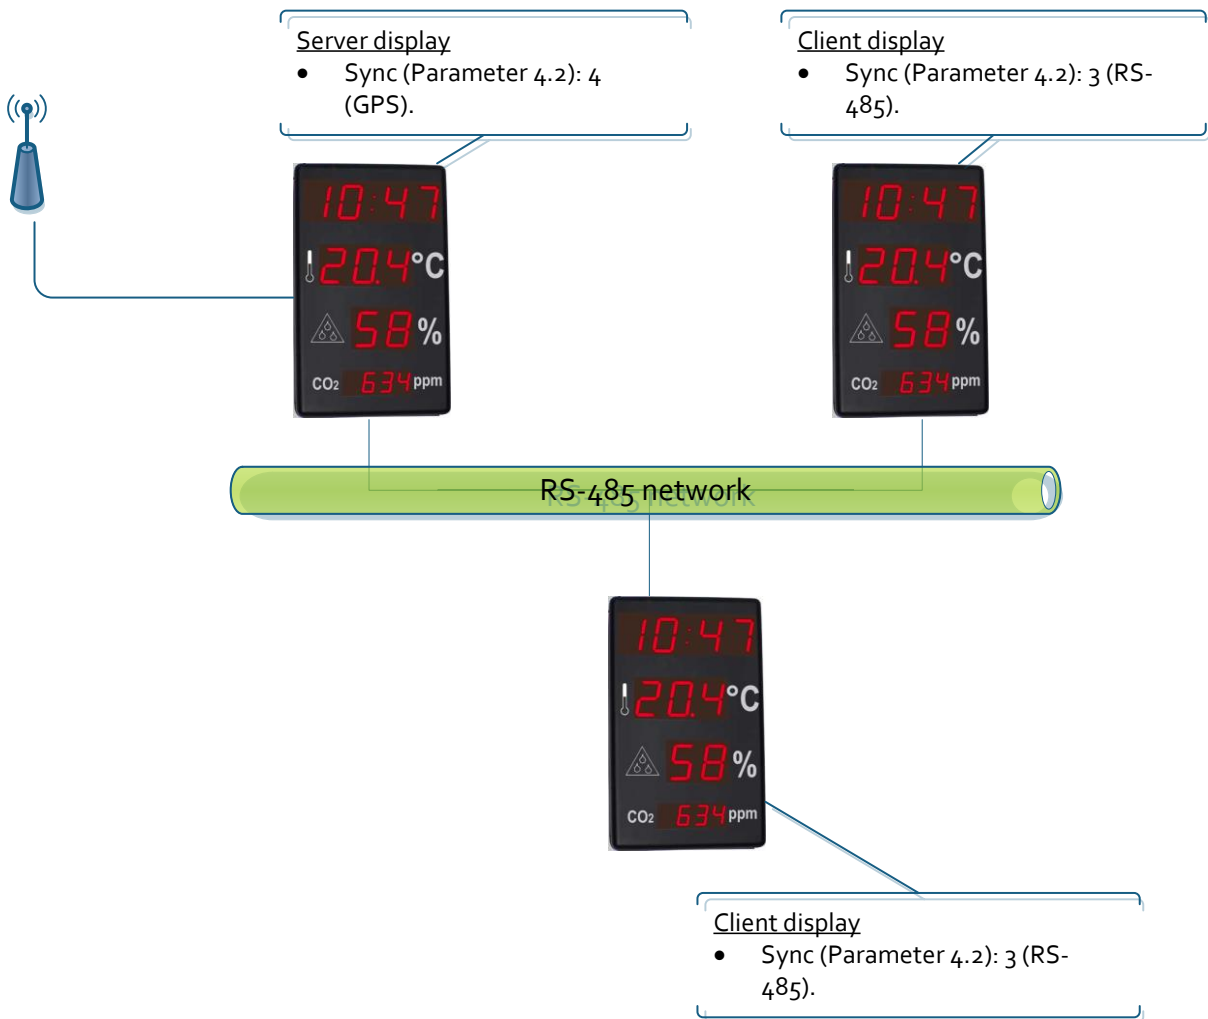 Server display
• Sync (Parameter 4.2): 4
(GPS).
Client display
• Sync (Parameter 4.2): 3 (RS-
485).
10:47
20.4°C
58%
CO2 634 ppm
10:47
20.4°C
58%
CO2 634 ppm
RS-485 network
10:47
20.4°C
58%
CO2 634 ppm
Client display
• Sync (Parameter 4.2): 3 (RS-
485).